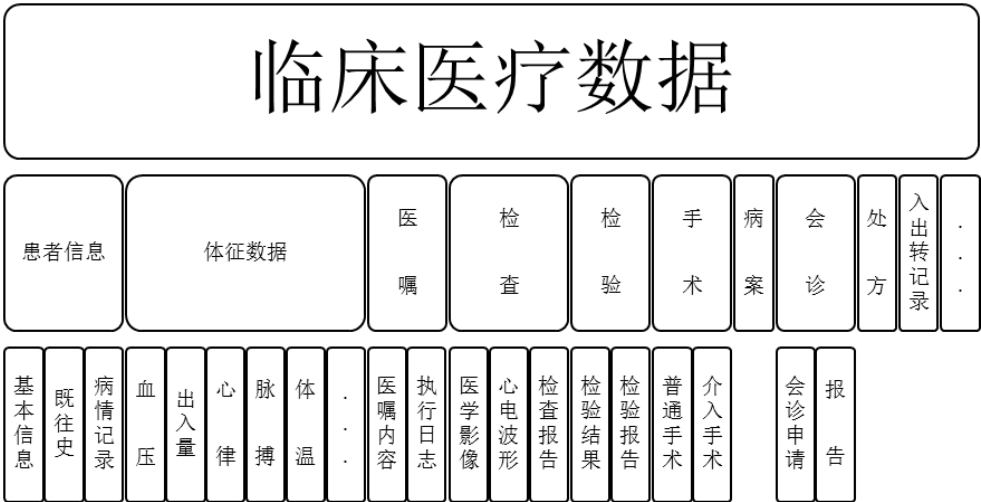 临床医疗数据
患者信息
体征数据
医嘱
检查
检验
手术
病案
会诊
处方
入出转记录
...
基本信息
既往史
病情记录
血压
出入量
心律
脉搏
体温
...
医嘱内容
执行日志
医学影像
心电波形
检查报告
检验结果
检验报告
普通手术
介入手术
会诊申请
报告